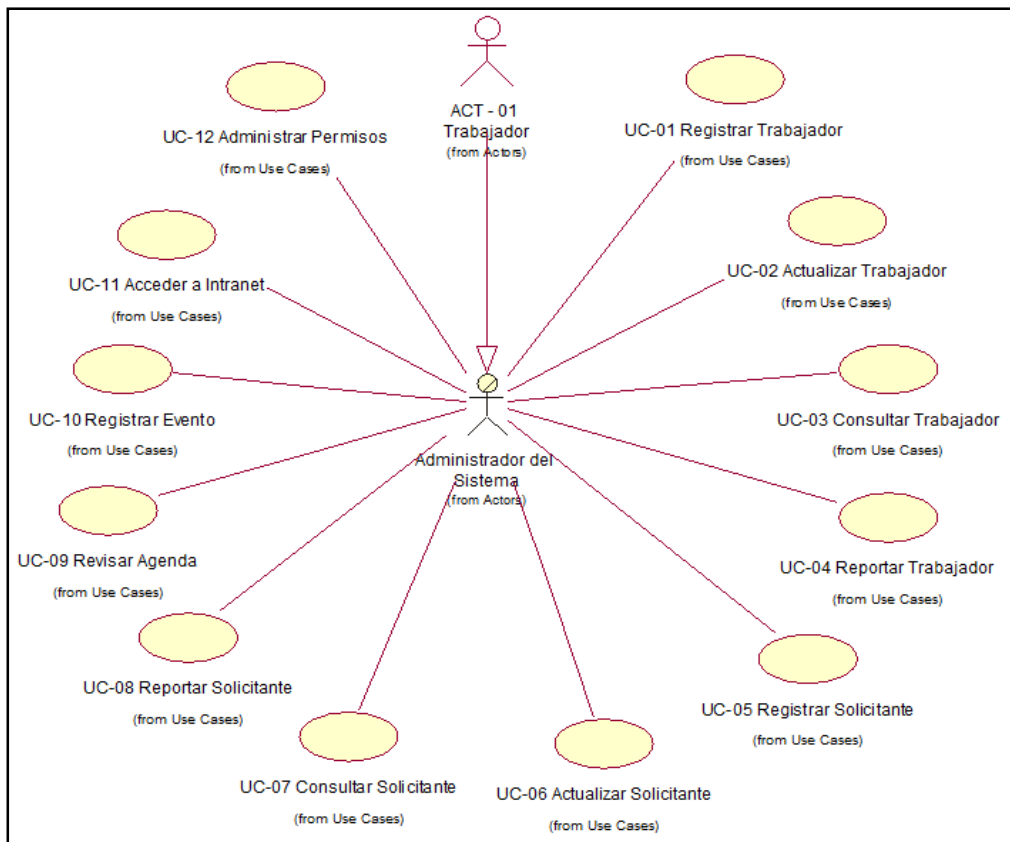 ACT - 01
Trabajador
(from Actors)
UC-12 Administrar Permisos
(from Use Cases)
UC-01 Registrar Trabajador
(from Use Cases)
UC-11 Acceder a Intranet
(from Use Cases)
UC-02 Actualizar Trabajador
(from Use Cases)
UC-10 Registrar Evento
(from Use Cases)
UC-03 Consultar Trabajador
(from Use Cases)
Administrador del
Sistema
(from Actors)
UC-09 Revisar Agenda
(from Use Cases)
UC-04 Reportar Trabajador
(from Use Cases)
UC-08 Reportar Solicitante
(from Use Cases)
UC-05 Registrar Solicitante
(from Use Cases)
UC-07 Consultar Solicitante
(from Use Cases)
UC-06 Actualizar Solicitante
(from Use Cases)